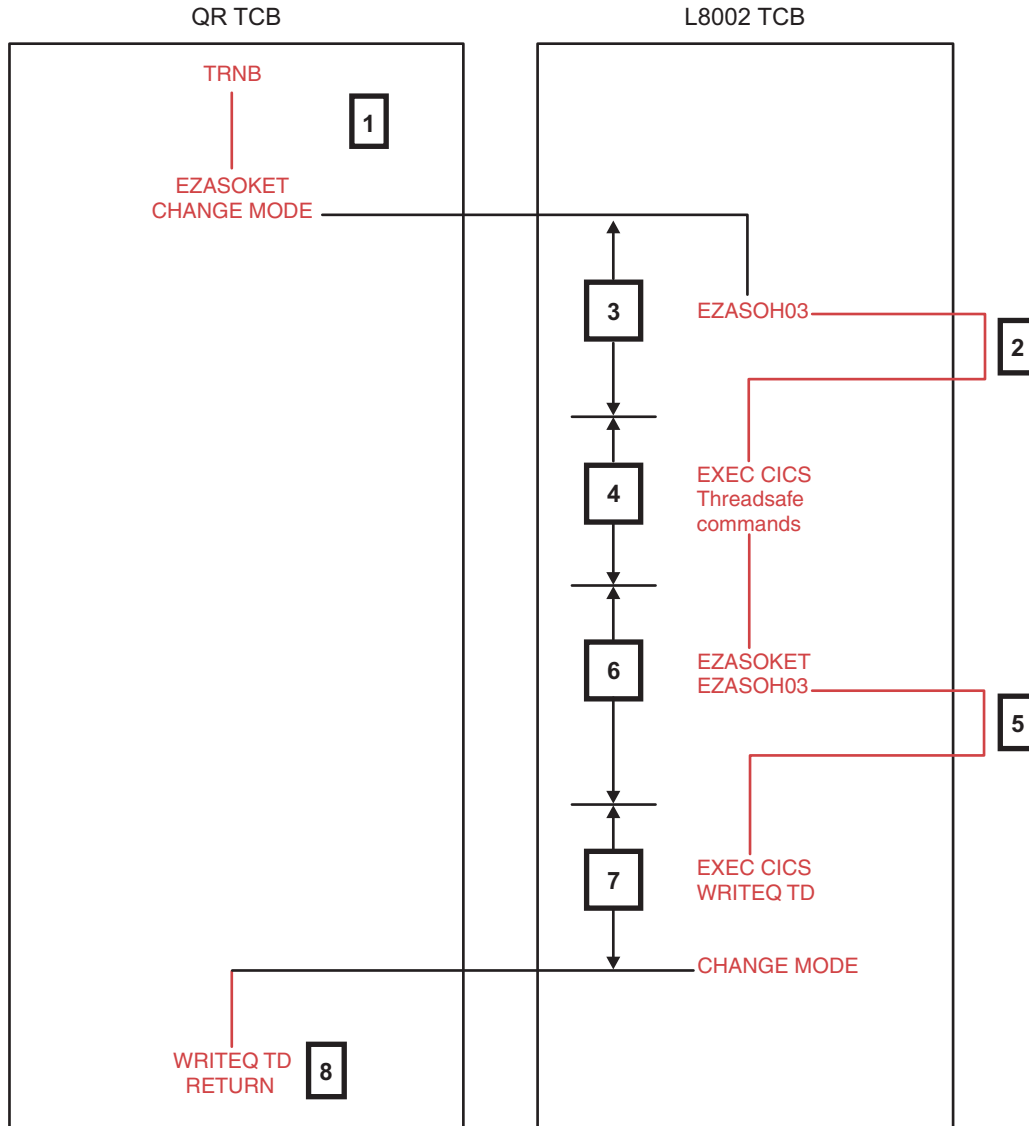 QR TCB
L8002 TCB
TRNB
1
EZASOKET
CHANGE MODE
3
EZASOH03
2
4
EXEC CICS
Threadsafe
commands
6
EZASOKET
EZASOH03
5
7
EXEC CICS
WRITEQ TD
CHANGE MODE
WRITEQ TD
RETURN
8